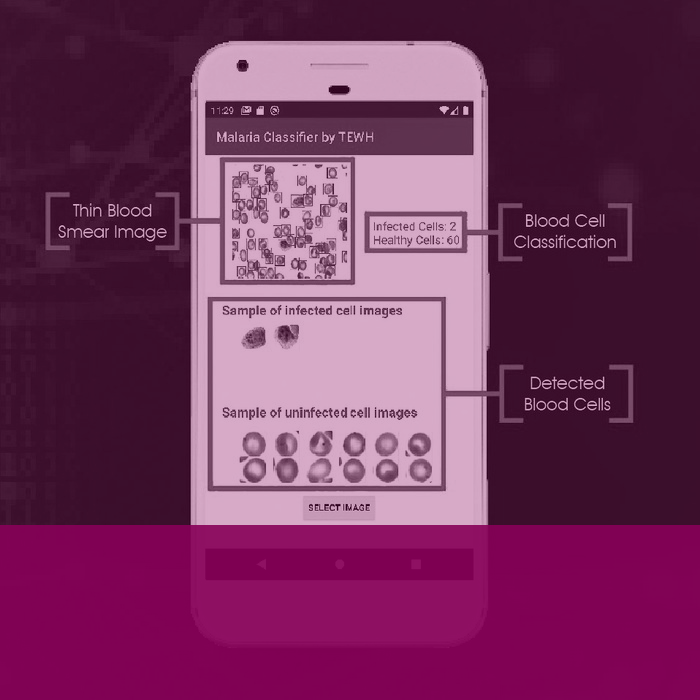 11:29
Malaria Classifier by TEWH
Thin Blood
Smear Image
Infected Cells: 2
Healthy Cells: 60
Blood Cell
Classification
Sample of infected cell images
Detected
Blood Cells
Sample of uninfected cell images
SELECT IMAGE